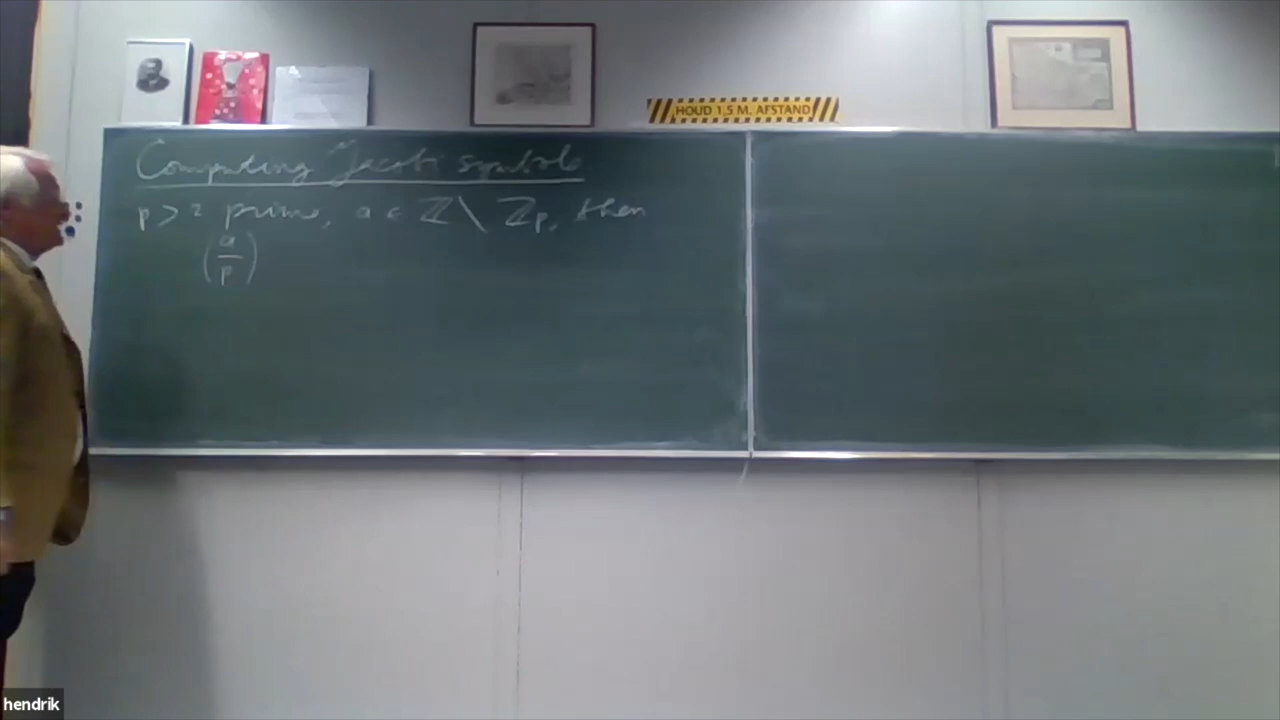 HOUD 1,5 M. AFSTAND
Computing Jacobi symbols
p > 2 prime, a ∈ ℤ \ ℤp, then
(a/p)
hendrik